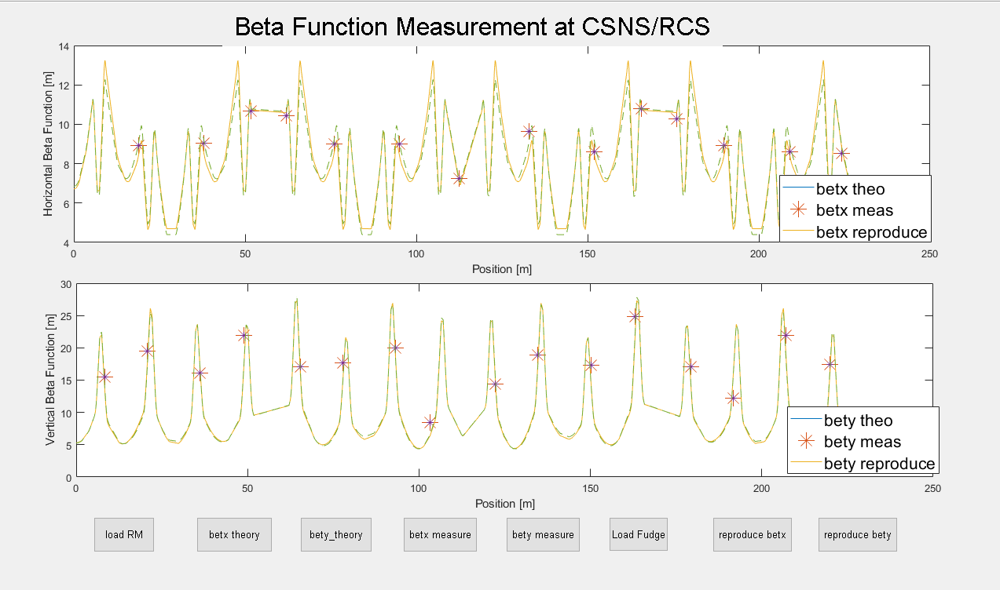 Beta Function Measurement at CSNS/RCS
Horizontal Beta Function [m]
14
12
10
8
6
4
0
50
100
150
200
250
Position [m]
betx theo
betx meas
betx reproduce
Vertical Beta Function [m]
30
25
20
15
10
5
0
0
50
100
150
200
250
Position [m]
bety theo
bety meas
bety reproduce
load RM
betx theory
bety_theory
betx measure
bety measure
Load Fudge
reproduce betx
reproduce bety